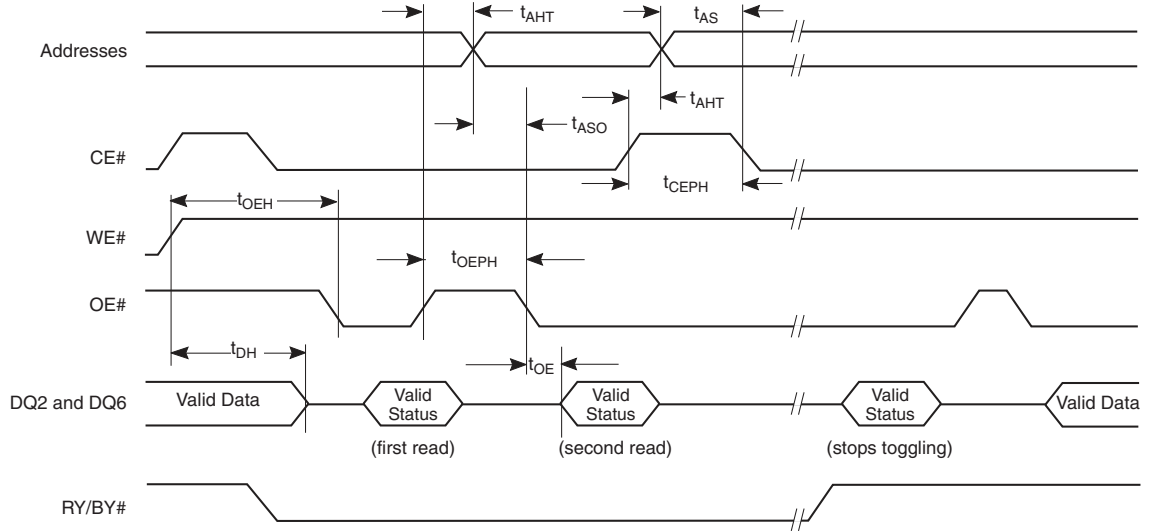 tAHT
tAS
Addresses
tAHT
tASO
CE#
tCEPH
tOEH
WE#
tOEPH
OE#
tDH
tOE
DQ2 and DQ6
Valid Data
Valid
Status
Valid
Status
Valid
Status
Valid Data
(first read)
(second read)
(stops toggling)
RY/BY#